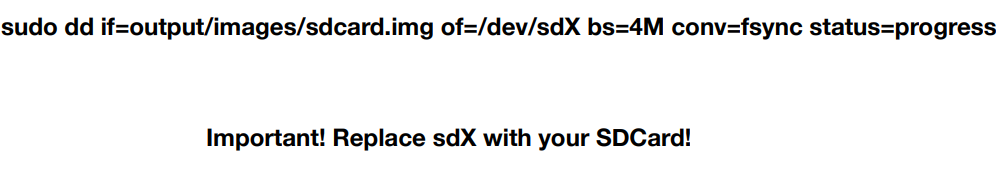 sudo dd if=output/images/sdcard.img of=/dev/sdX bs=4M conv=fsync status=progress
Important! Replace sdX with your SDCard!